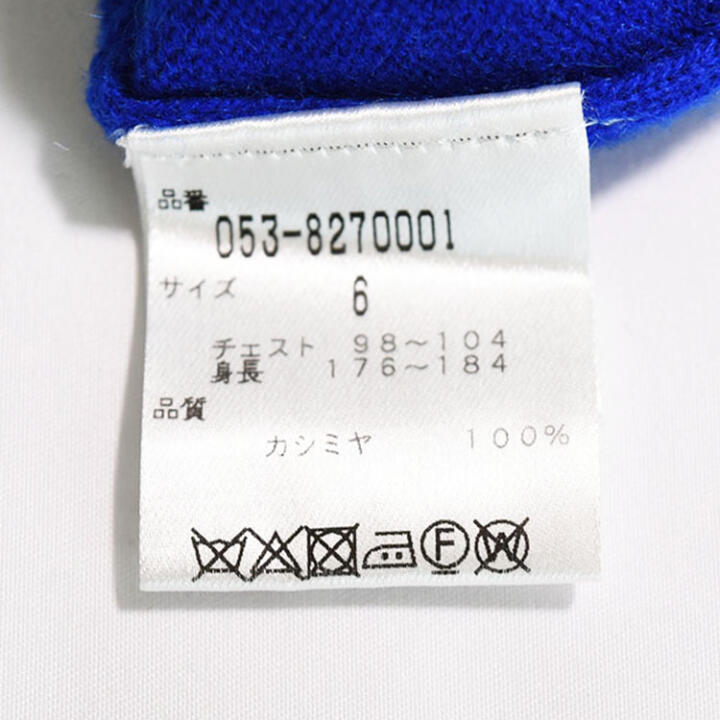 品番
053-8270001
サイズ 6
チェスト 98～104
身長 176～184
品質
カシミヤ 100%
F W